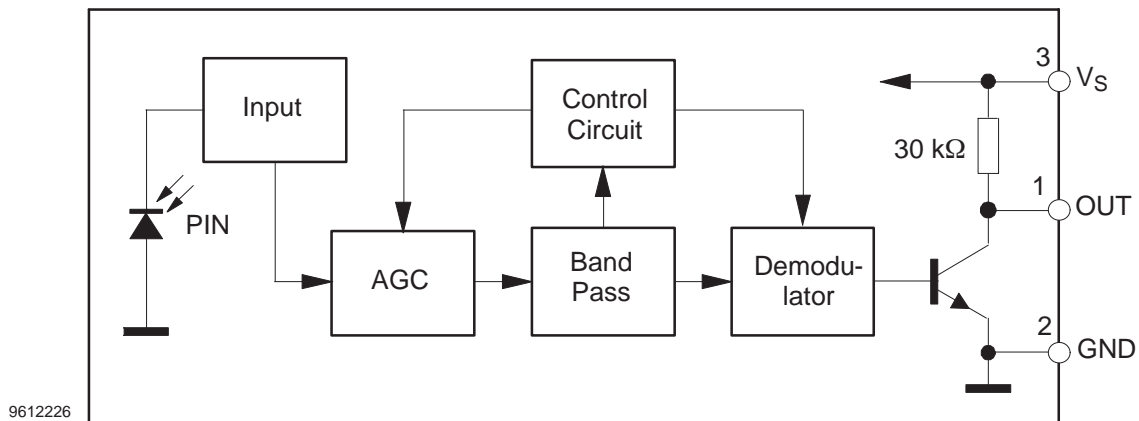 3
V_S
Input
Control
Circuit
30 kΩ
1
OUT
PIN
AGC
Band
Pass
Demodu-
lator
2
GND
9612226